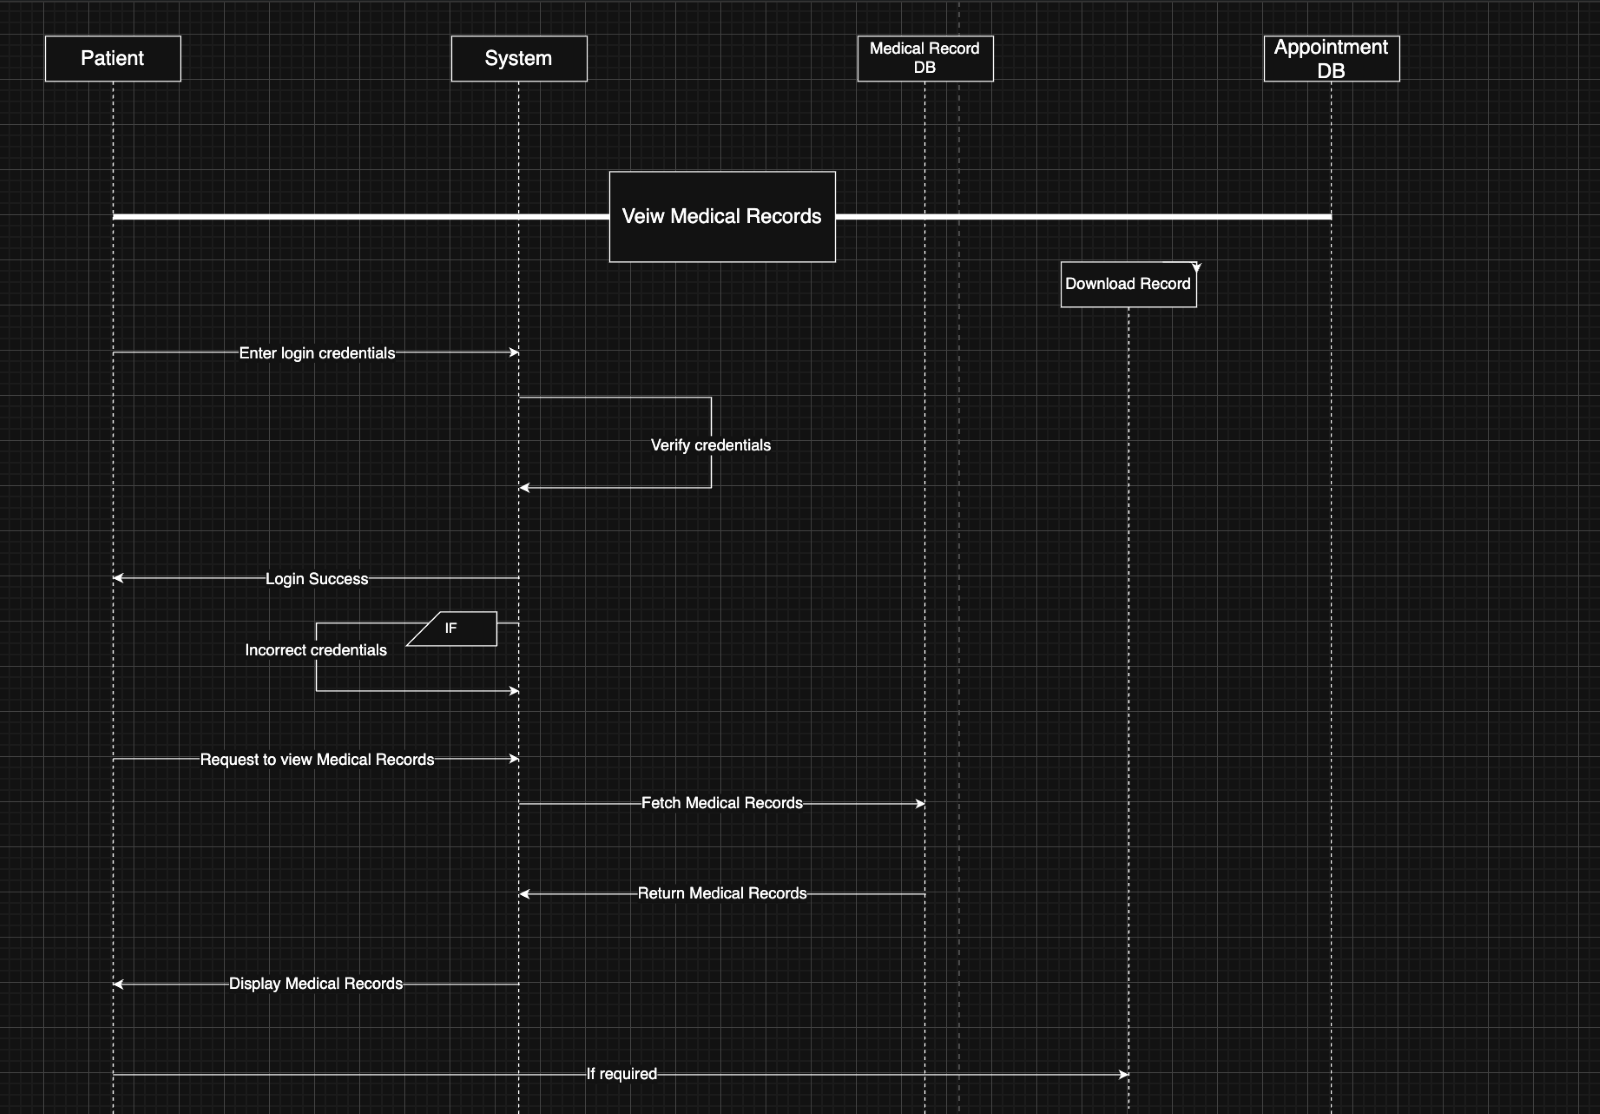 Patient
System
Medical Record
DB
Appointment
DB
Veiw Medical Records
Download Record
Enter login credentials
Verify credentials
Login Success
IF
Incorrect credentials
Request to view Medical Records
Fetch Medical Records
Return Medical Records
Display Medical Records
If required